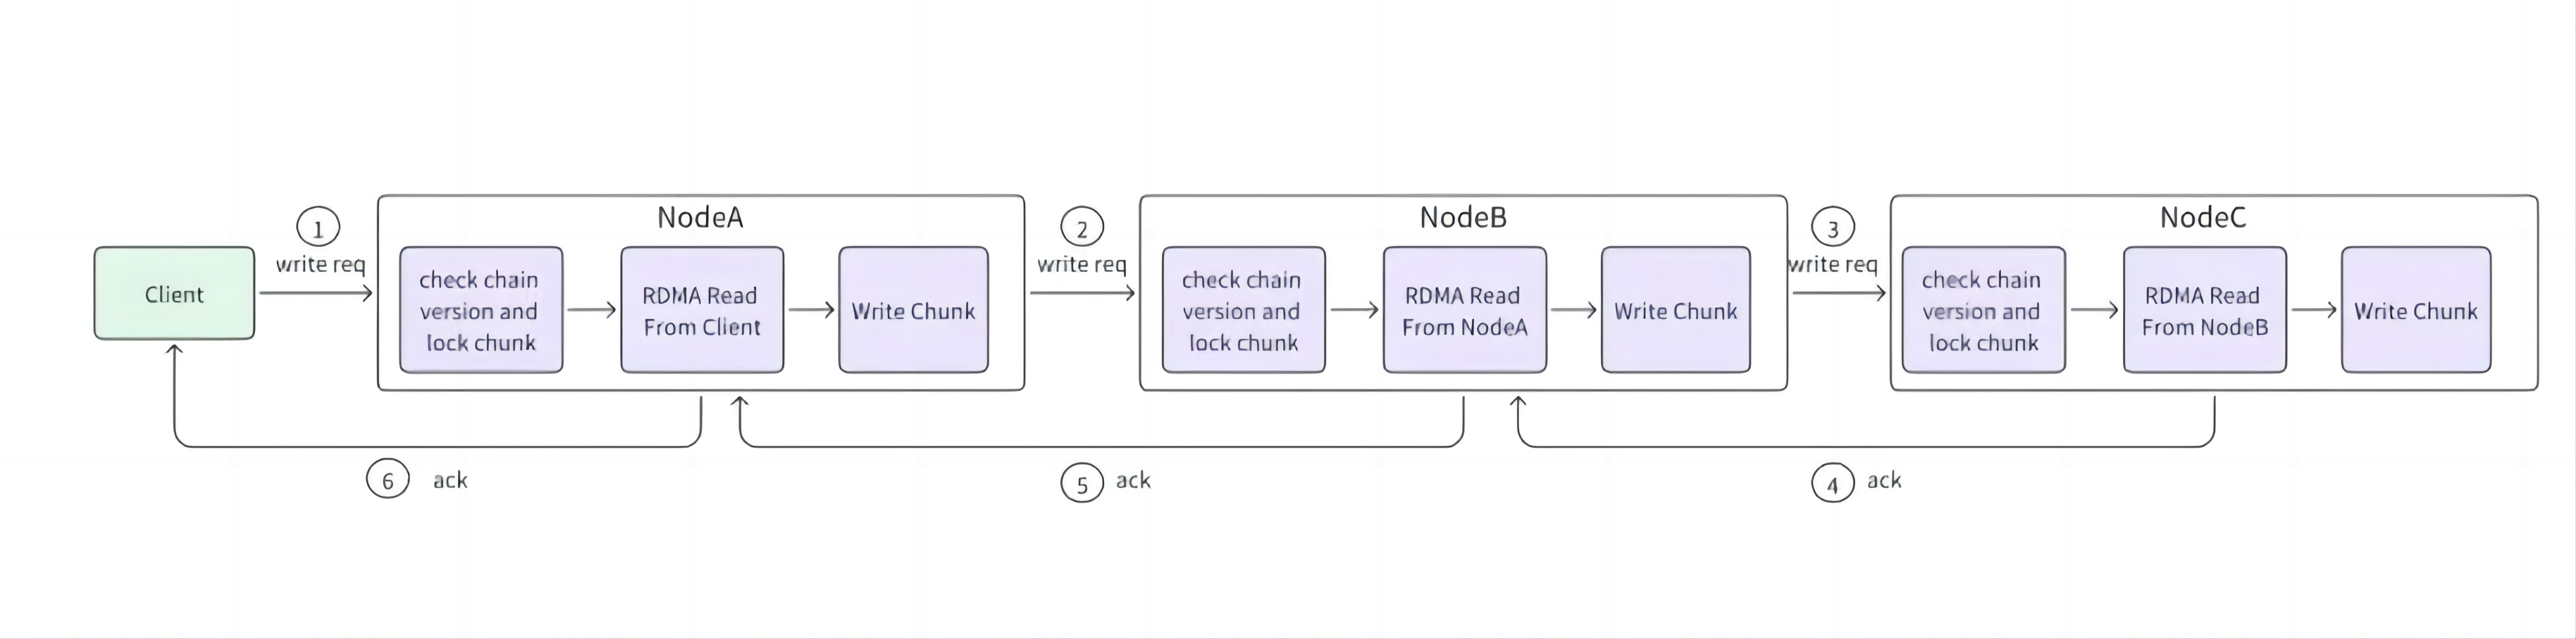 NodeA
NodeB
NodeC
1
2
3
write req
write req
write req
Client
check chain
version and
lock chunk
RDMA Read
From Client
Write Chunk
check chain
version and
lock chunk
RDMA Read
From NodeA
Write Chunk
check chain
version and
lock chunk
RDMA Read
From NodeB
Write Chunk
6 ack
5 ack
4 ack